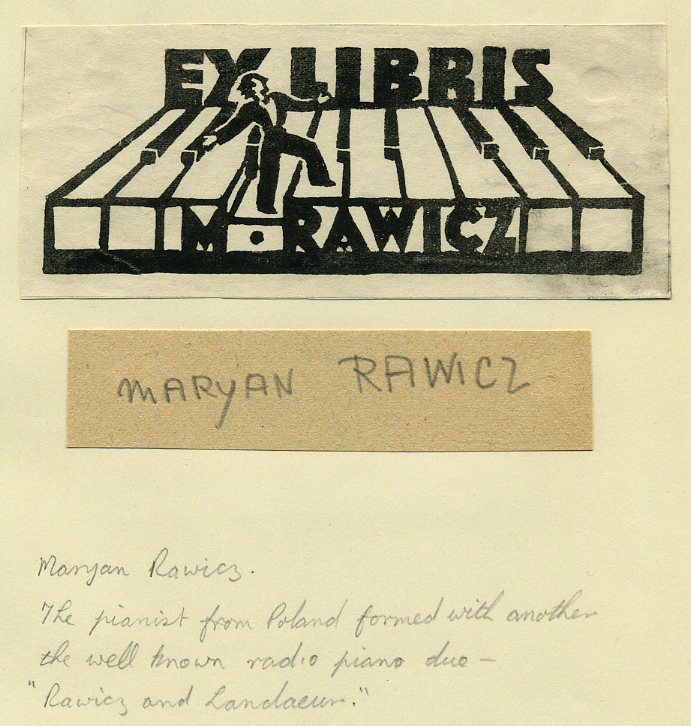 EX LIBRIS
M•RAWICZ
MARYAN RAWICZ
Maryan Rawicz.
The pianist from Poland formed with another
the well known radio piano duo –
"Rawicz and Landaeur."